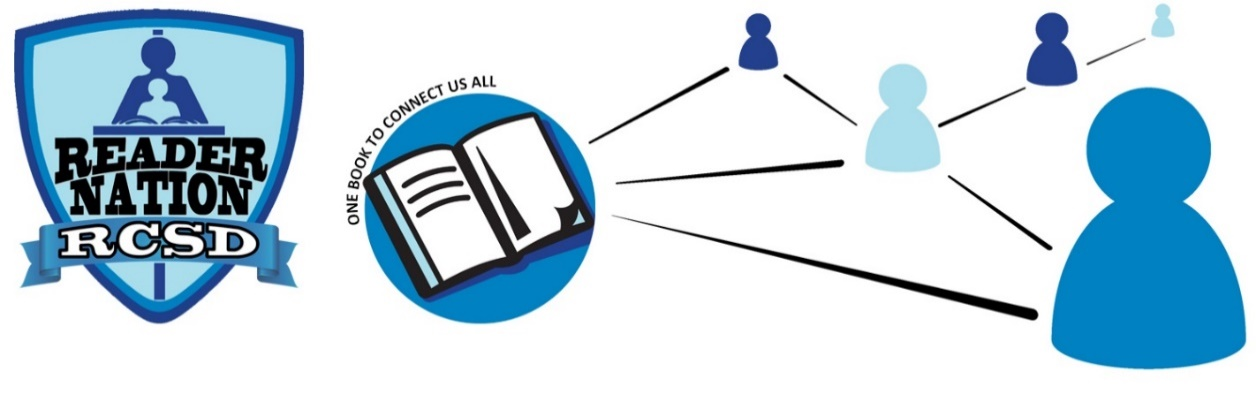 READER
NATION
RCSD
ONE BOOK TO CONNECT US ALL